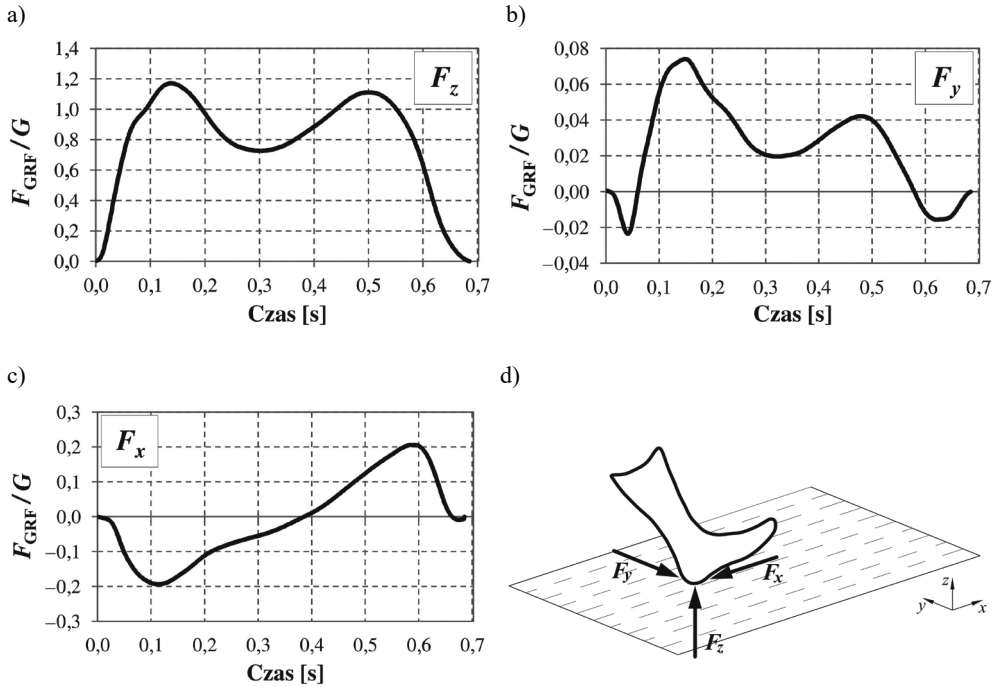 a)
F_z
F_GRF / G
1,4
1,2
1,0
0,8
0,6
0,4
0,2
0,0
0,0 0,1 0,2 0,3 0,4 0,5 0,6 0,7
Czas [s]
b)
F_y
F_GRF / G
0,08
0,06
0,04
0,02
0,00
−0,02
−0,04
0,0 0,1 0,2 0,3 0,4 0,5 0,6 0,7
Czas [s]
c)
F_x
F_GRF / G
0,3
0,2
0,1
0,0
−0,1
−0,2
−0,3
0,0 0,1 0,2 0,3 0,4 0,5 0,6 0,7
Czas [s]
d)
F_y
F_x
F_z
z
y
x